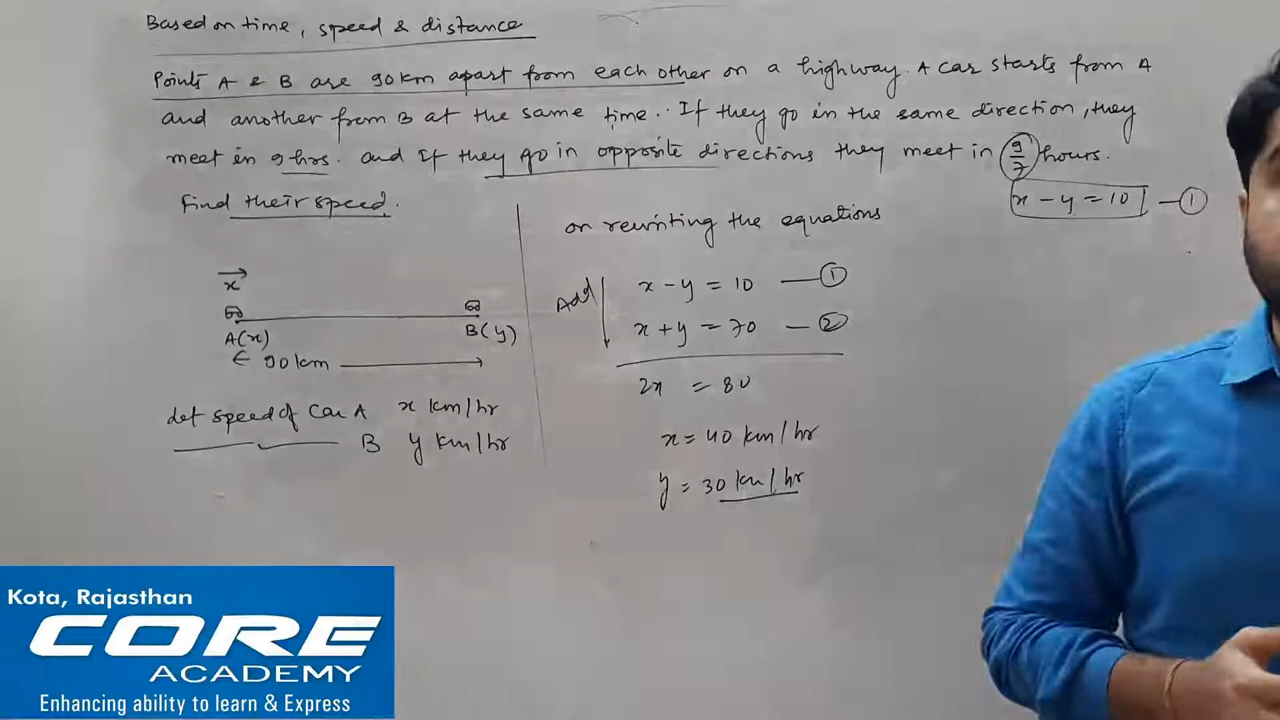 Based on time, speed & distance
Points A & B are 90 km apart from each other on a highway. A car starts from A
and another from B at the same time. If they go in the same direction, they
meet in 9 hrs. and if they go in opposite directions they meet in 9/7 hours.
Find their speed.
x - y = 10 — ①
on rewriting the equations
x
A(x)
B(y)
90 km
Let speed of Car A x km/hr
B y km/hr
Add
x - y = 10 — ①
x + y = 70 — ②
2x = 80
x = 40 km/hr
y = 30 km/hr
Kota, Rajasthan
CORE
ACADEMY
Enhancing ability to learn & Express